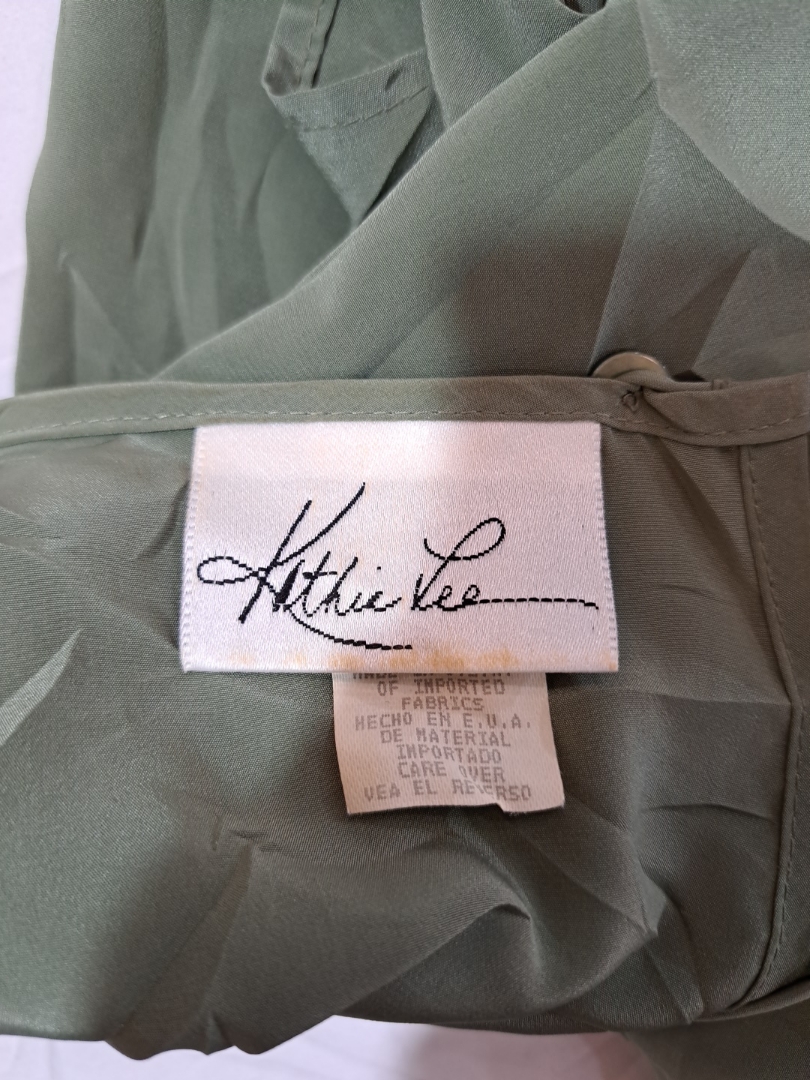 Kathie Lee
OF IMPORTED
FABRICS
HECHO EN E.U.A.
DE MATERIAL
IMPORTADO
CARE OVER
VEA EL REVERSO